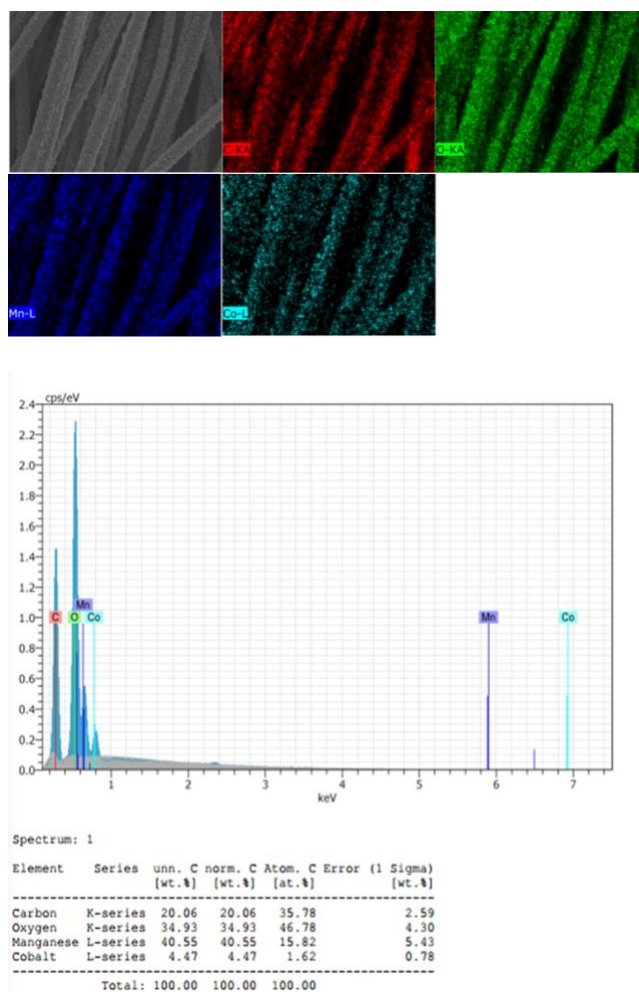 C-KA
O-KA
Mn-L
Co-L
cps/eV
2.4
2.2
2.0
1.8
1.6
1.4
1.2
1.0
0.8
0.6
0.4
0.2
0.0
C O Mn Co Mn Co
1 2 3 4 5 6 7
keV
Spectrum: 1
Element Series unn. C norm. C Atom. C Error (1 Sigma)
[wt.%] [wt.%] [at.%] [wt.%]
Carbon K-series 20.06 20.06 35.78 2.59
Oxygen K-series 34.93 34.93 46.78 4.30
Manganese L-series 40.55 40.55 15.82 5.43
Cobalt L-series 4.47 4.47 1.62 0.78
Total: 100.00 100.00 100.00